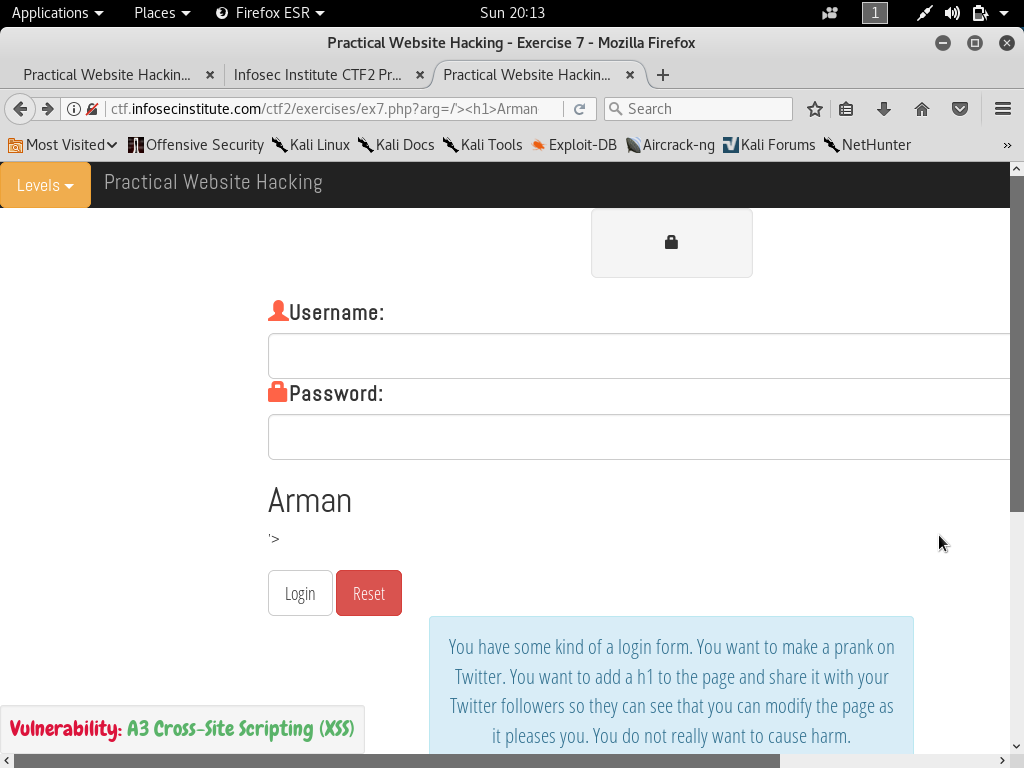 Applications Places Firefox ESR Sun 20:13 1
Practical Website Hacking - Exercise 7 - Mozilla Firefox
Practical Website Hackin... Infosec Institute CTF2 Pr... Practical Website Hackin...
ctf.infosecinstitute.com/ctf2/exercises/ex7.php?arg=/'><h1>Arman Search
Most Visited Offensive Security Kali Linux Kali Docs Kali Tools Exploit-DB Aircrack-ng Kali Forums NetHunter »
Levels Practical Website Hacking
Username:
Password:
Arman
'>
Login Reset
You have some kind of a login form. You want to make a prank on
Twitter. You want to add a h1 to the page and share it with your
Twitter followers so they can see that you can modify the page as
it pleases you. You do not really want to cause harm.
Vulnerability: A3 Cross-Site Scripting (XSS)